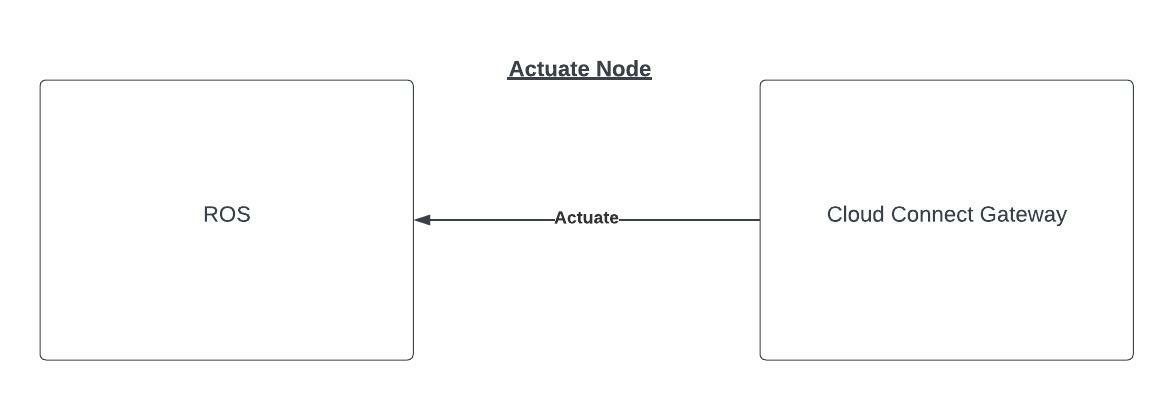 Actuate Node
ROS
Actuate
Cloud Connect Gateway